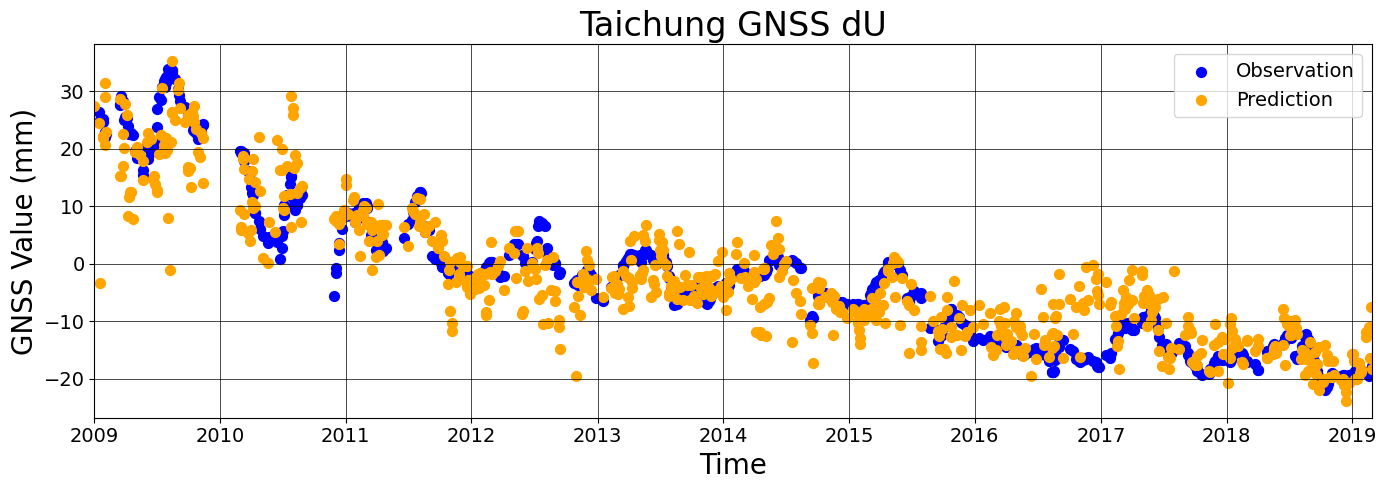 Taichung GNSS dU
Observation
Prediction
GNSS Value (mm)
30
20
10
0
−10
−20
2009 2010 2011 2012 2013 2014 2015 2016 2017 2018 2019
Time